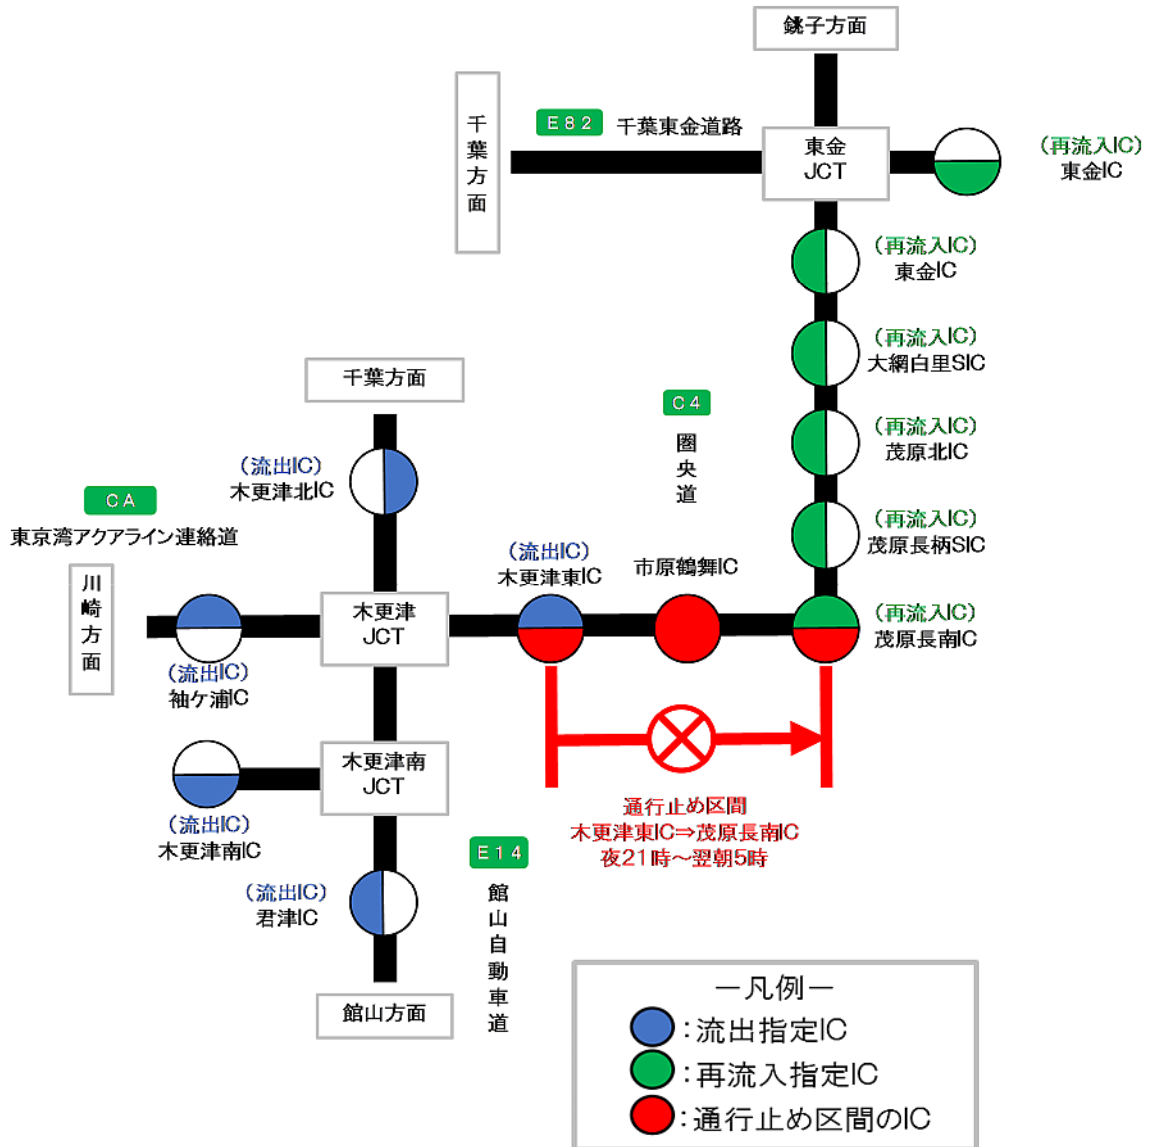 銚子方面
千葉方面
E82
千葉東金道路
東金
JCT
(再流入IC)
東金IC
(再流入IC)
東金IC
(再流入IC)
大網白里SIC
(再流入IC)
茂原北IC
(再流入IC)
茂原長柄SIC
(再流入IC)
茂原長南IC
C4
圏央道
千葉方面
(流出IC)
木更津北IC
CA
東京湾アクアライン連絡道
川崎方面
(流出IC)
袖ケ浦IC
木更津
JCT
(流出IC)
木更津東IC
市原鶴舞IC
木更津南
JCT
(流出IC)
木更津南IC
(流出IC)
君津IC
E14
館山自動車道
館山方面
通行止め区間
木更津東IC⇒茂原長南IC
夜21時～翌朝5時
－凡例－
：流出指定IC
：再流入指定IC
：通行止め区間のIC